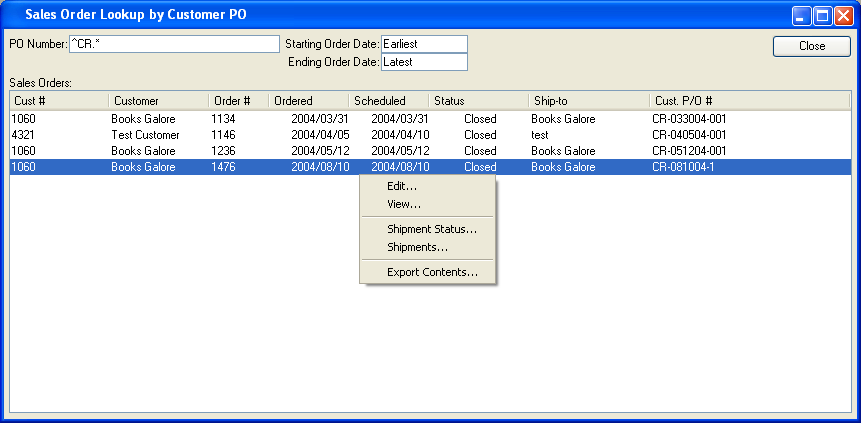 Sales Order Lookup by Customer PO
PO Number: ^CR.* Starting Order Date: Earliest Close
Ending Order Date: Latest
Sales Orders:
Cust # Customer Order # Ordered Scheduled Status Ship-to Cust. P/O #
1060 Books Galore 1134 2004/03/31 2004/03/31 Closed Books Galore CR-033004-001
4321 Test Customer 1146 2004/04/05 2004/04/10 Closed test CR-040504-001
1060 Books Galore 1236 2004/05/12 2004/05/12 Closed Books Galore CR-051204-001
1060 Books Galore 1476 2004/08/10 2004/08/10 Closed Books Galore CR-081004-1
Edit...
View...
Shipment Status...
Shipments...
Export Contents...